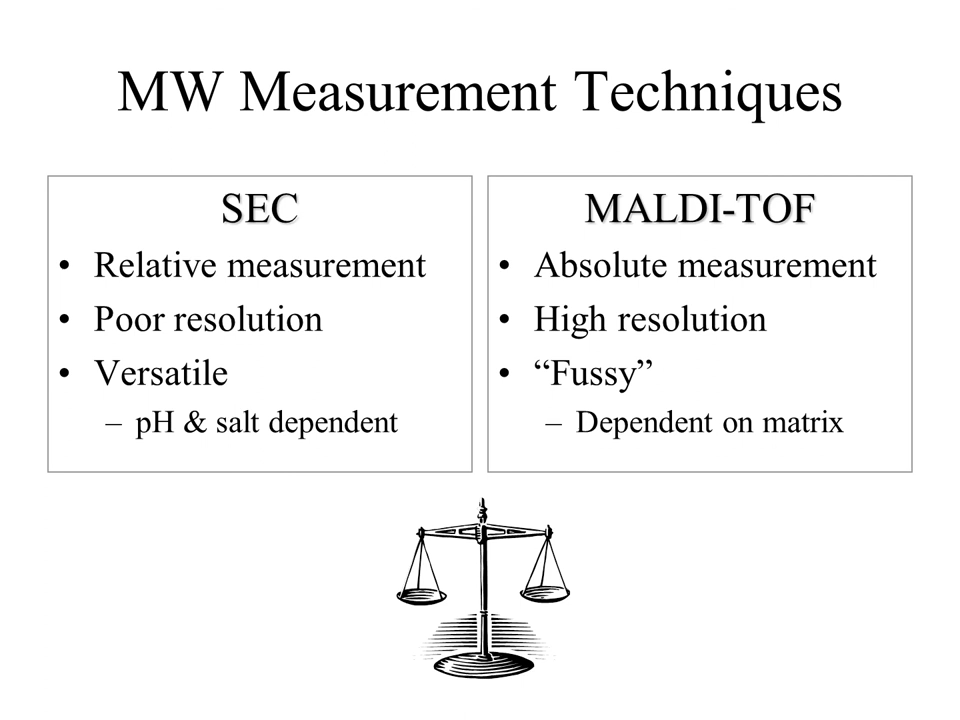 MW Measurement Techniques
SEC
• Relative measurement
• Poor resolution
• Versatile
– pH & salt dependent
MALDI-TOF
• Absolute measurement
• High resolution
• “Fussy”
– Dependent on matrix